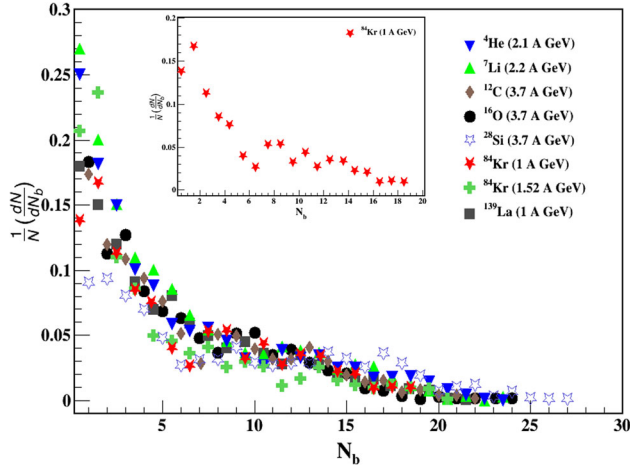 0.3
0.25
0.2
0.15
0.1
0.05
0
5
10
15
20
25
30
N_b
1/N (dN/dN_b)
0.2
0.15
0.1
0.05
0
2
4
6
8
10
12
14
16
18
20
N_b
1/N (dN/dN_b)
⁸⁴Kr (1 A GeV)
⁴He (2.1 A GeV)
⁷Li (2.2 A GeV)
¹²C (3.7 A GeV)
¹⁶O (3.7 A GeV)
²⁸Si (3.7 A GeV)
⁸⁴Kr (1 A GeV)
⁸⁴Kr (1.52 A GeV)
¹³⁹La (1 A GeV)